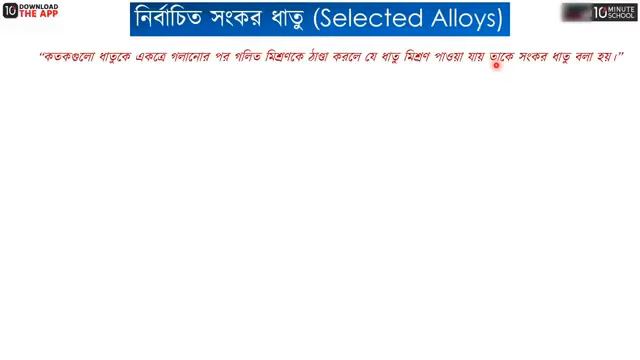 10 DOWNLOAD THE APP
নির্বাচিত সংকর ধাতু (Selected Alloys)
10 MINUTE SCHOOL
“কতকগুলো ধাতুকে একত্রে গলানোর পর গলিত মিশ্রণকে ঠাণ্ডা করলে যে ধাতু মিশ্রণ পাওয়া যায় তাকে সংকর ধাতু বলা হয়।”